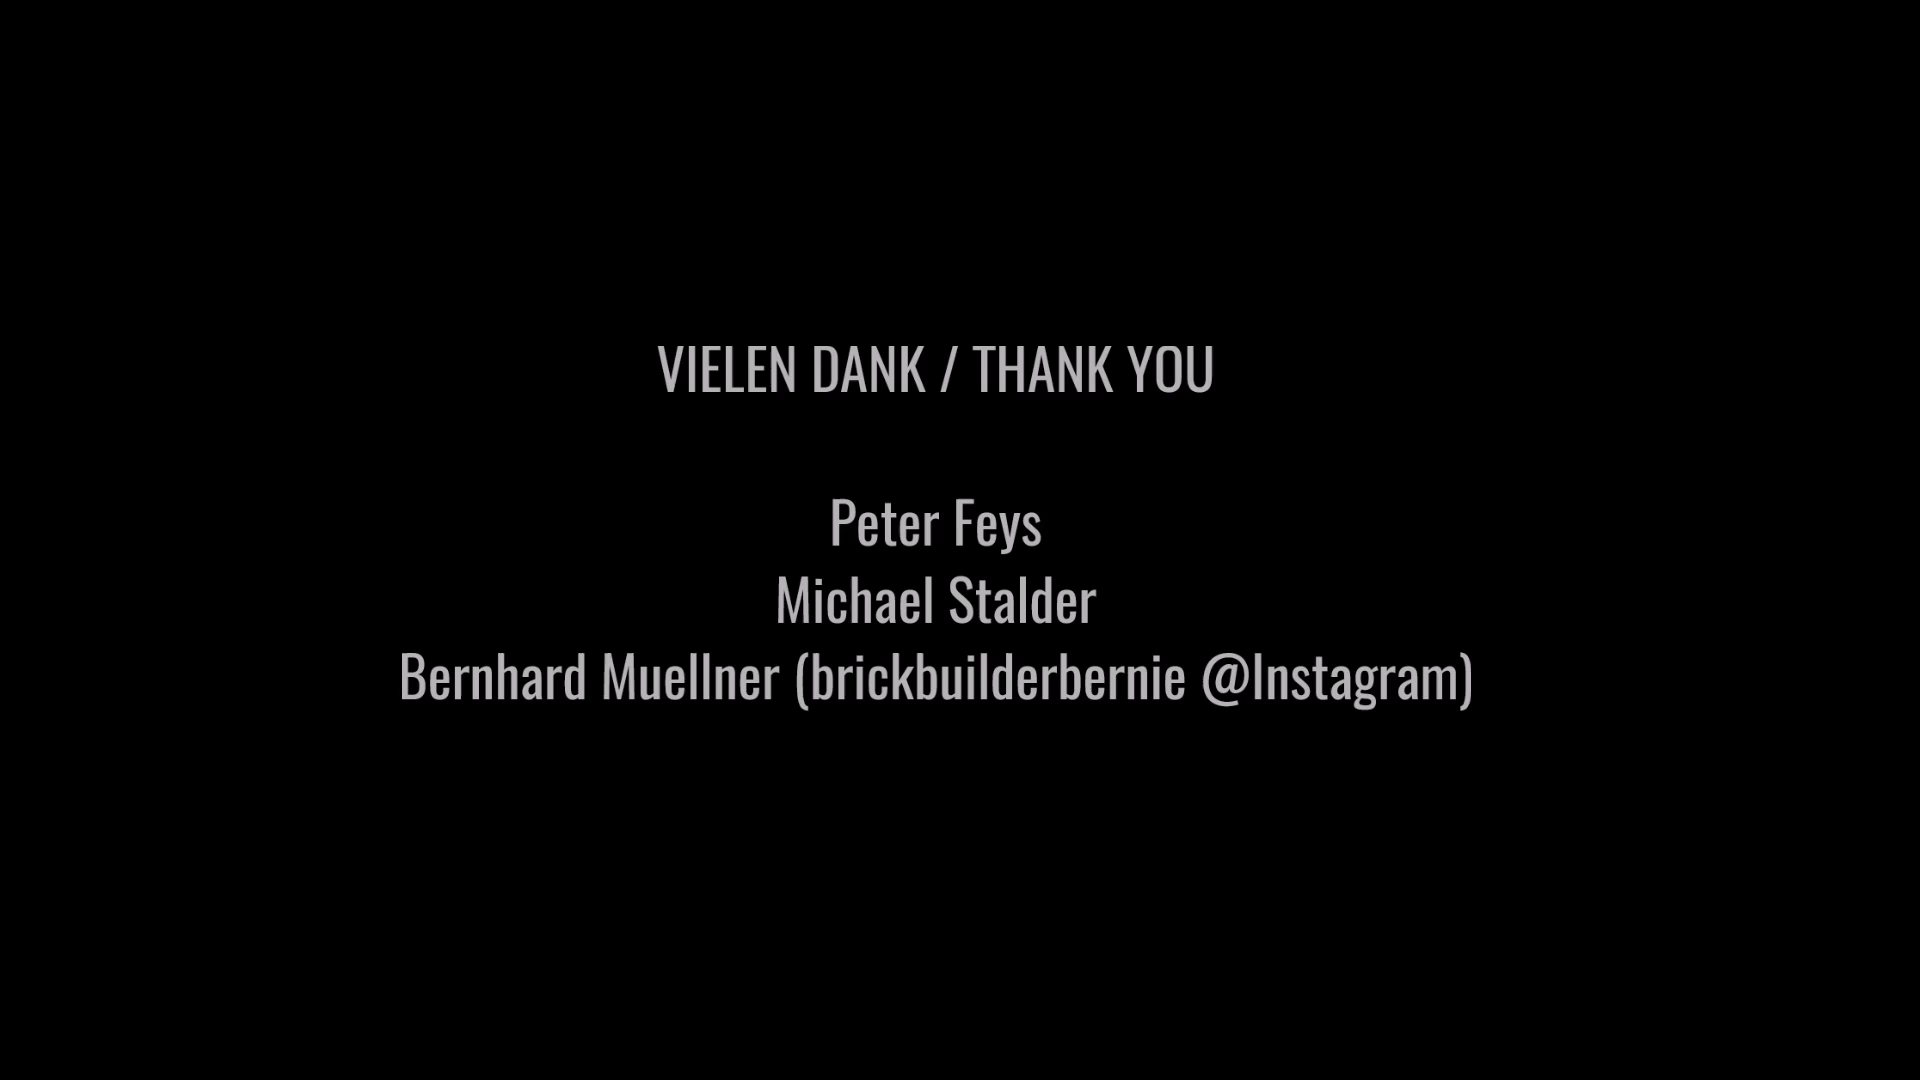 VIELEN DANK / THANK YOU
Peter Feys
Michael Stalder
Bernhard Muellner (brickbuilderbernie @Instagram)